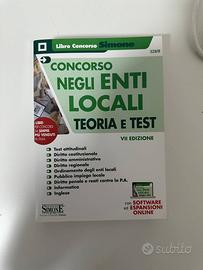 Libro Concorso Simone
CONCORSO
NEGLI ENTI
LOCALI
TEORIA E TEST
VII EDIZIONE
Test attitudinali
Diritto costituzionale
Diritto amministrativo
Diritto regionale
Ordinamento degli enti locali
Pubblico impiego locale
Diritto penale e reati contro la P.A.
Informatica
Inglese
con SOFTWARE
ed ESPANSIONI
ONLINE
SIMONE
subito